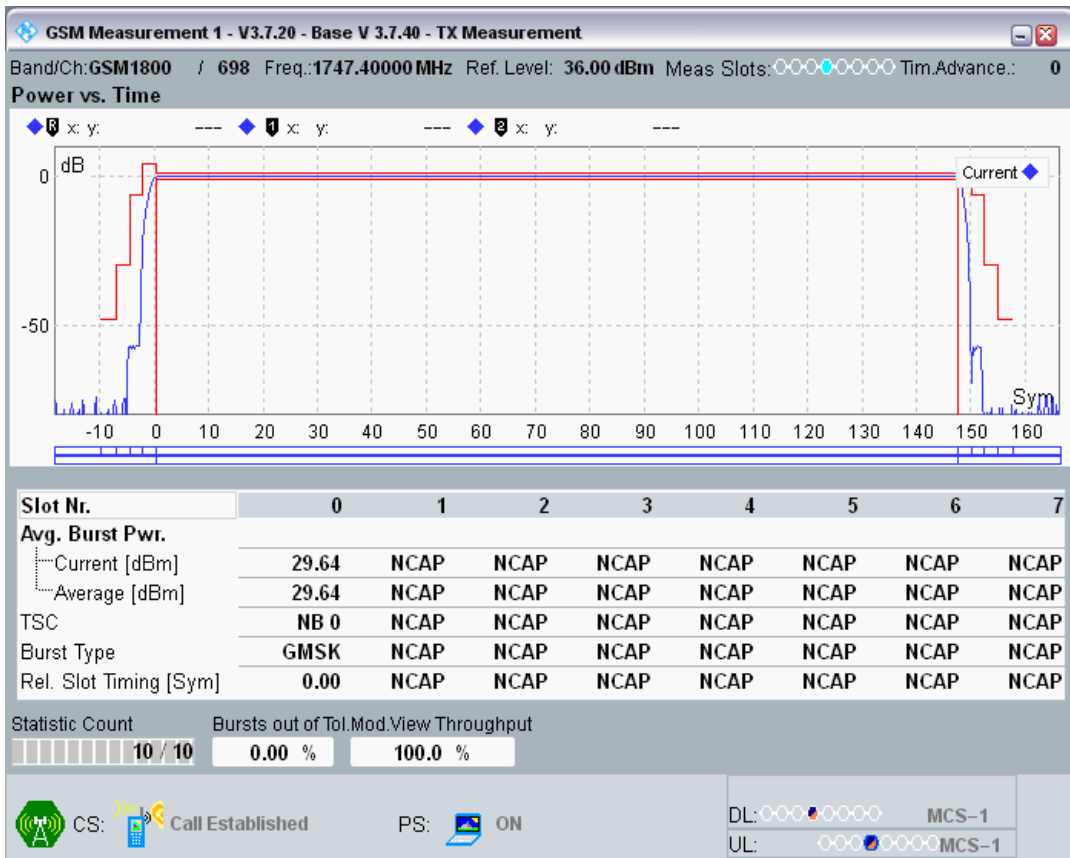 GSM Measurement 1 - V3.7.20 - Base V 3.7.40 - TX Measurement
Band/Ch:GSM1800 / 698 Freq.:1747.40000 MHz Ref. Level: 36.00 dBm Meas Slots: Tim.Advance.: 0
Power vs. Time
R x: y: --- 1 x: y: --- 2 x: y: ---
dB
Current
0
-50
Sym
-10 0 10 20 30 40 50 60 70 80 90 100 110 120 130 140 150 160
Slot Nr. 0 1 2 3 4 5 6 7
Avg. Burst Pwr.
Current [dBm] 29.64 NCAP NCAP NCAP NCAP NCAP NCAP NCAP
Average [dBm] 29.64 NCAP NCAP NCAP NCAP NCAP NCAP NCAP
TSC NB 0 NCAP NCAP NCAP NCAP NCAP NCAP NCAP
Burst Type GMSK NCAP NCAP NCAP NCAP NCAP NCAP NCAP
Rel. Slot Timing [Sym] 0.00 NCAP NCAP NCAP NCAP NCAP NCAP NCAP
Statistic Count Bursts out of Tol.Mod.View Throughput
10 / 10 0.00 % 100.0 %
CS: Call Established PS: ON
DL: MCS-1
UL: MCS-1